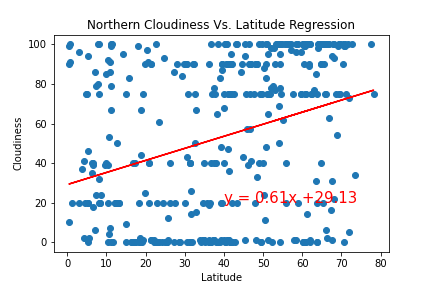 Northern Cloudiness Vs. Latitude Regression
100
80
60
40
20
0
Cloudiness
y = 0.61x +29.13
0 10 20 30 40 50 60 70 80
Latitude